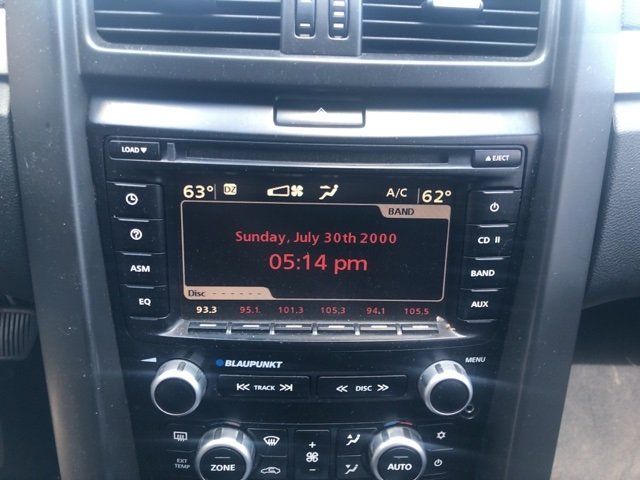 LOAD ▼
▲ EJECT
63° DZ A/C 62°
BAND
Sunday, July 30th 2000
05:14 pm
Disc - - - - - -
93.3 95.1 101.3 105.3 94.1 105.5
ASM
EQ
CD II
BAND
AUX
BLAUPUNKT
MENU
TRACK
DISC
EXT TEMP
ZONE
+
-
AUTO